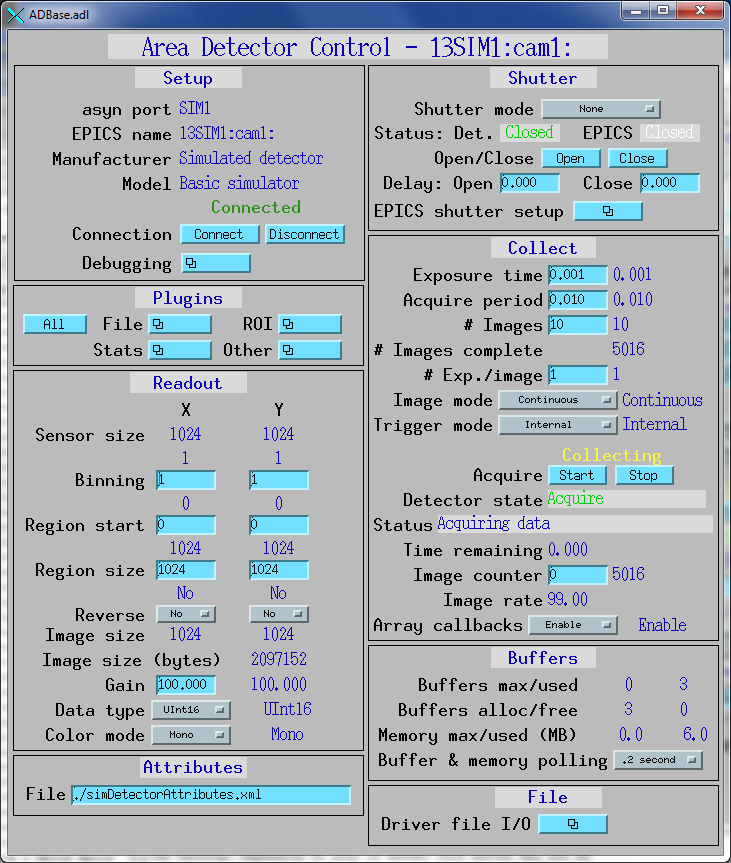 ADBase.adl
Area Detector Control - 13SIM1:cam1:
Setup
asyn port SIM1
EPICS name 13SIM1:cam1:
Manufacturer Simulated detector
Model Basic simulator
Connected
Connection Connect Disconnect
Debugging
Plugins
All File ROI
Stats Other
Readout
X Y
Sensor size 1024 1024
1 1
Binning 1 1
0 0
Region start 0 0
1024 1024
Region size 1024 1024
No No
Reverse No No
Image size 1024 1024
Image size (bytes) 2097152
Gain 100.000 100.000
Data type UInt16 UInt16
Color mode Mono Mono
Attributes
File ./simDetectorAttributes.xml
Shutter
Shutter mode None
Status: Det. Closed EPICS Closed
Open/Close Open Close
Delay: Open 0.000 Close 0.000
EPICS shutter setup
Collect
Exposure time 0.001 0.001
Acquire period 0.010 0.010
# Images 10 10
# Images complete 5016
# Exp./image 1 1
Image mode Continuous Continuous
Trigger mode Internal Internal
Collecting
Acquire Start Stop
Detector state Acquire
Status Acquiring data
Time remaining 0.000
Image counter 0 5016
Image rate 99.00
Array callbacks Enable Enable
Buffers
Buffers max/used 0 3
Buffers alloc/free 3 0
Memory max/used (MB) 0.0 6.0
Buffer & memory polling .2 second
File
Driver file I/O